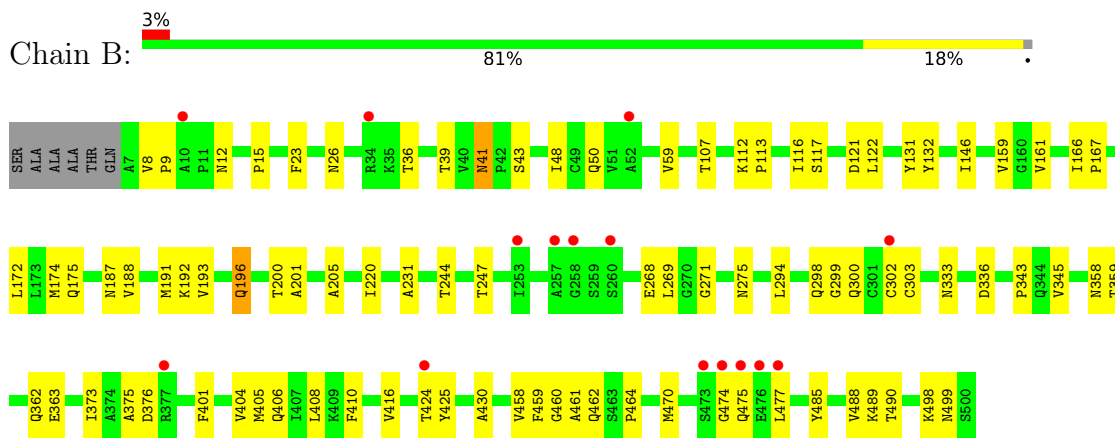 3%
Chain B:
81% 18% •
SER ALA ALA ALA THR GLN A7 V8 P9 A10 P11 N12 P15 F23 N26 R34 K35 T36 T39 V40 N41 P42 S43 I48 C49 Q50 V51 A52 V59 T107 K112 P113 I116 S117 D121 L122 Y131 Y132 I146 V159 G160 V161 I166 P167
L172 L173 M174 Q175 N187 V188 M191 K192 V193 Q196 T200 A201 A205 I220 A231 T244 T247 I253 A257 G258 S259 S260 E268 L269 G270 G271 N275 L294 Q298 G299 Q300 C301 C302 C303 N333 D336 P343 Q344 V345 N358 T359
Q362 E363 I373 A374 A375 D376 R377 F401 V404 M405 Q406 I407 L408 K409 F410 V416 T424 Y425 A430 V458 F459 G460 A461 Q462 S463 P464 M470 S473 G474 Q475 E476 L477 Y485 V488 K489 T490 K498 N499 S500